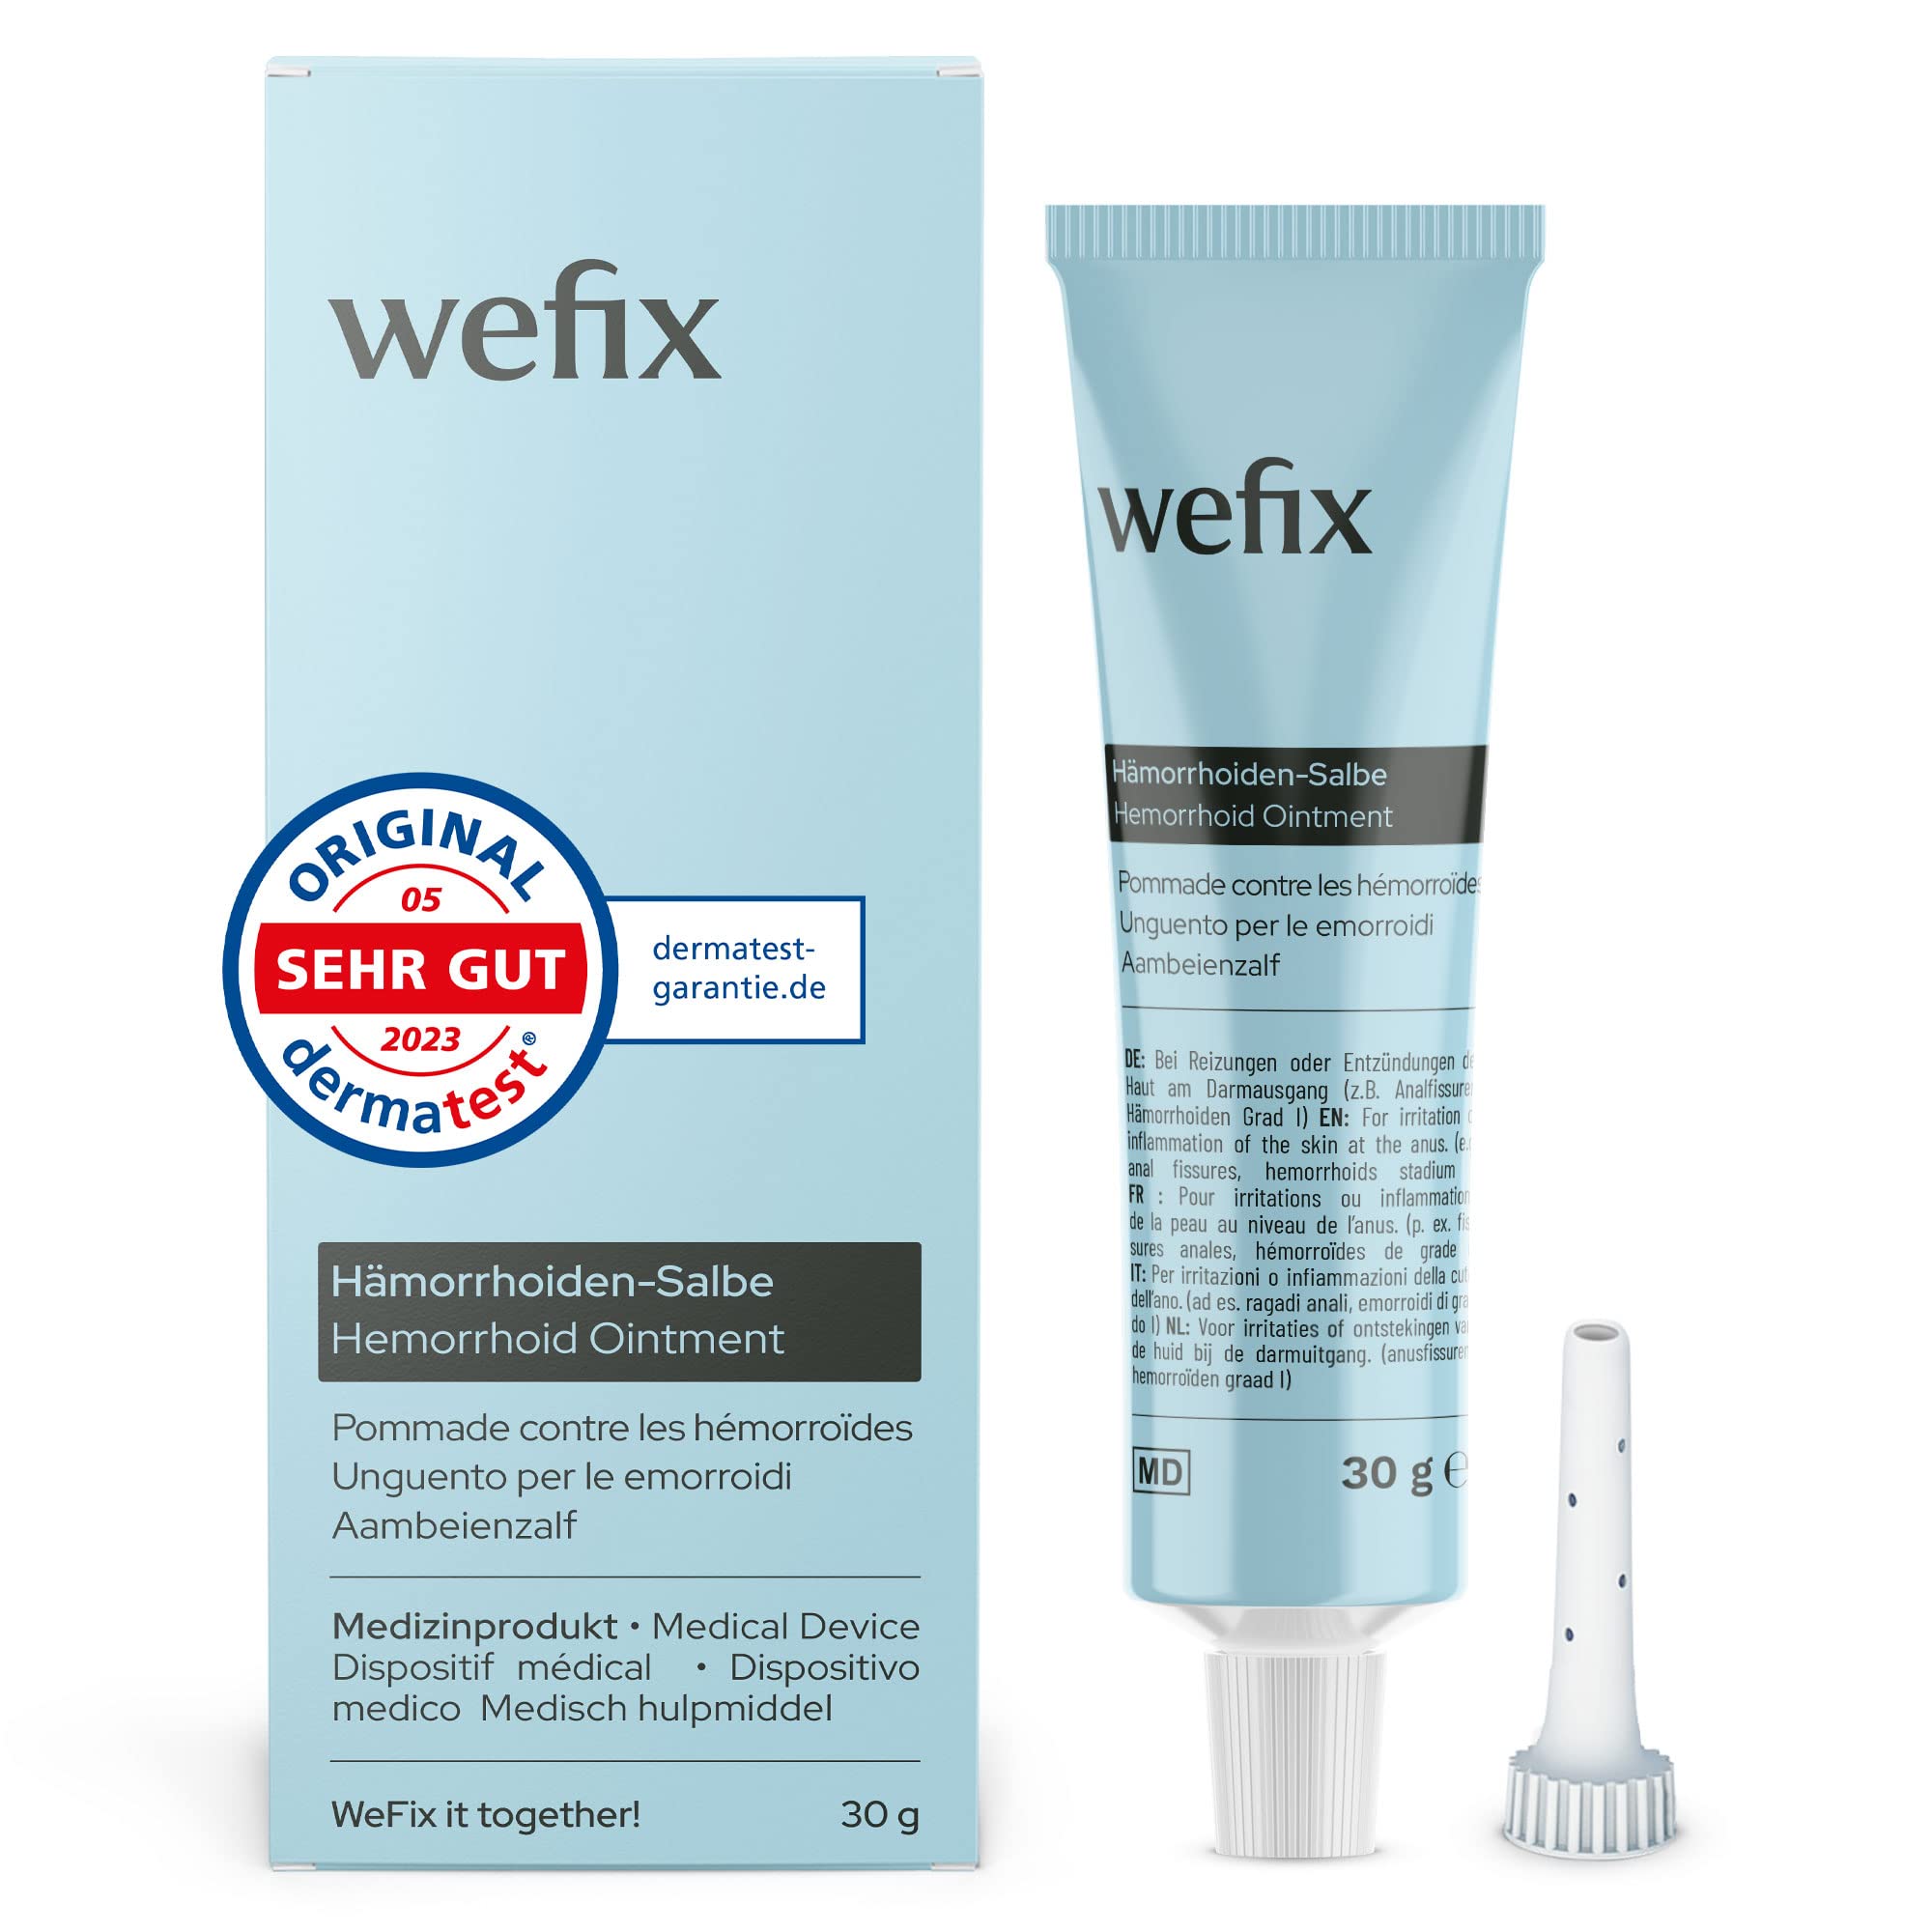 wefix
ORIGINAL
05
SEHR GUT
2023
dermatest®
dermatest-
garantie.de
Hämorrhoiden-Salbe
Hemorrhoid Ointment
Pommade contre les hémorroïdes
Unguento per le emorroidi
Aambeienzalf
Medizinprodukt • Medical Device
Dispositif médical • Dispositivo
medico Medisch hulpmiddel
WeFix it together! 30 g
wefix
Hämorrhoiden-Salbe
Hemorrhoid Ointment
Pommade contre les hémorroïdes
Unguento per le emorroidi
Aambeienzalf
DE: Bei Reizungen oder Entzündungen
Haut am Darmausgang (z.B. Analfissure
Hämorrhoiden Grad I) EN: For irritation
inflammation of the skin at the anus. (e.
anal fissures, hemorrhoids stadium
FR : Pour irritations ou inflammation
de la peau au niveau de l'anus. (p. ex. fis
sures anales, hémorroïdes de grade
IT: Per irritazioni o infiammazioni della cut
dell'ano. (ad es. ragadi anali, emorroidi di gra
do I) NL: Voor irritaties of ontstekingen va
de huid bij de darmuitgang. (anusfissuren
hemorroïden graad I)
MD 30 g ℮